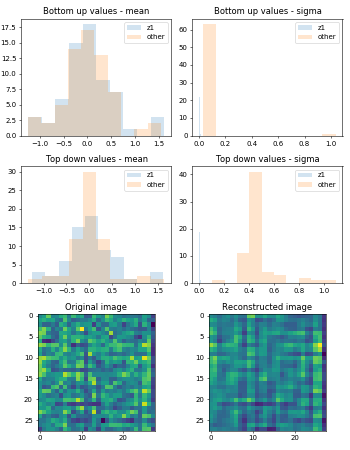 Bottom up values - mean
17.5
15.0
12.5
10.0
7.5
5.0
2.5
0.0
z1
other
−1.0 −0.5 0.0 0.5 1.0 1.5
Bottom up values - sigma
60
50
40
30
20
10
0
z1
other
0.0 0.2 0.4 0.6 0.8 1.0
Top down values - mean
30
25
20
15
10
5
0
z1
other
−1.0 −0.5 0.0 0.5 1.0 1.5
Top down values - sigma
40
30
20
10
0
z1
other
0.0 0.2 0.4 0.6 0.8 1.0
Original image
0
5
10
15
20
25
0 10 20
Reconstructed image
0
5
10
15
20
25
0 10 20